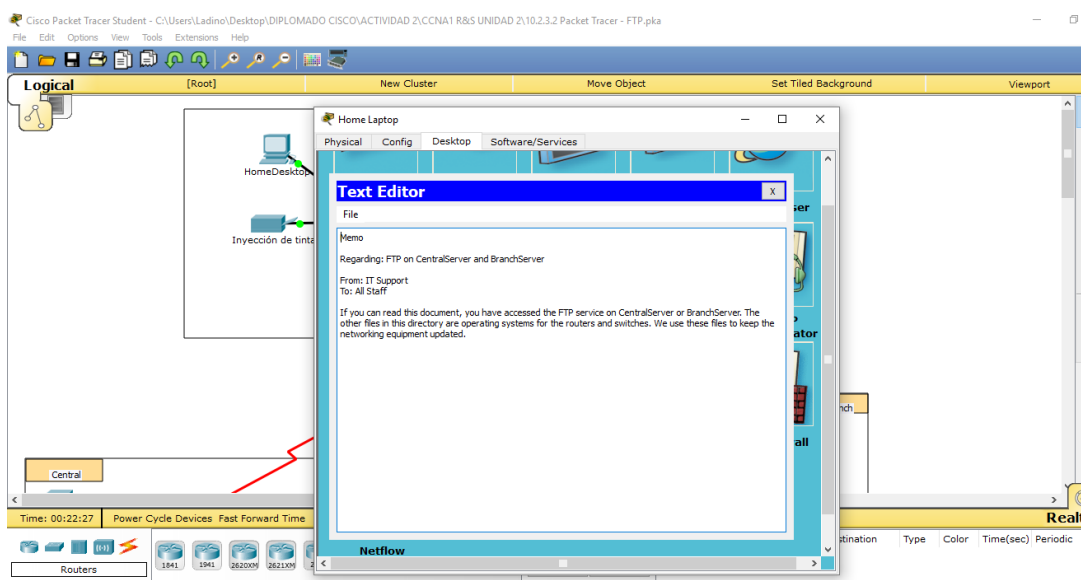 Cisco Packet Tracer Student - C:\Users\Ladino\Desktop\DIPLOMADO CISCO\ACTIVIDAD 2\CCNA1 R&S UNIDAD 2\10.2.3.2 Packet Tracer - FTP.pka
File Edit Options View Tools Extensions Help
Logical [Root] New Cluster Move Object Set Tiled Background Viewport
Home Laptop
Physical Config Desktop Software/Services
HomeDesktop
Text Editor
X
File
Inyección de tinta
Memo
Regarding: FTP on CentralServer and BranchServer
From: IT Support
To: All Staff
If you can read this document, you have accessed the FTP service on CentralServer or BranchServer. The
other files in this directory are operating systems for the routers and switches. We use these files to keep the
networking equipment updated.
Central
Time: 00:22:27 Power Cycle Devices Fast Forward Time
Netflow
Type Color Time(sec) Periodic
Routers
1841 1941 2620XM 2621XM